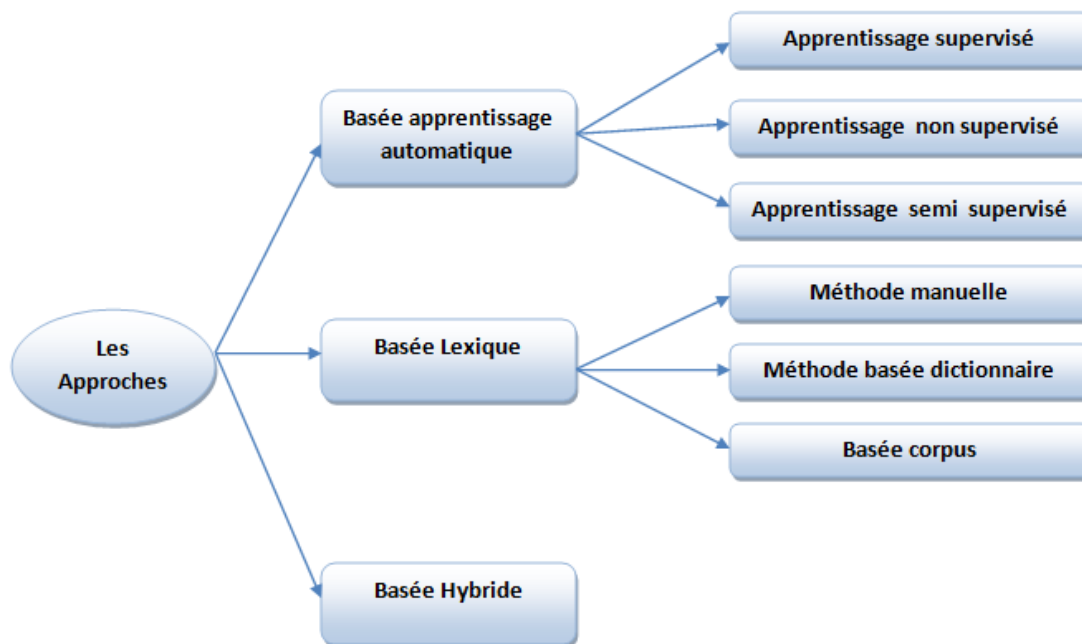 Les
Approches
Basée apprentissage
automatique
Apprentissage supervisé
Apprentissage non supervisé
Apprentissage semi supervisé
Basée Lexique
Méthode manuelle
Méthode basée dictionnaire
Basée corpus
Basée Hybride